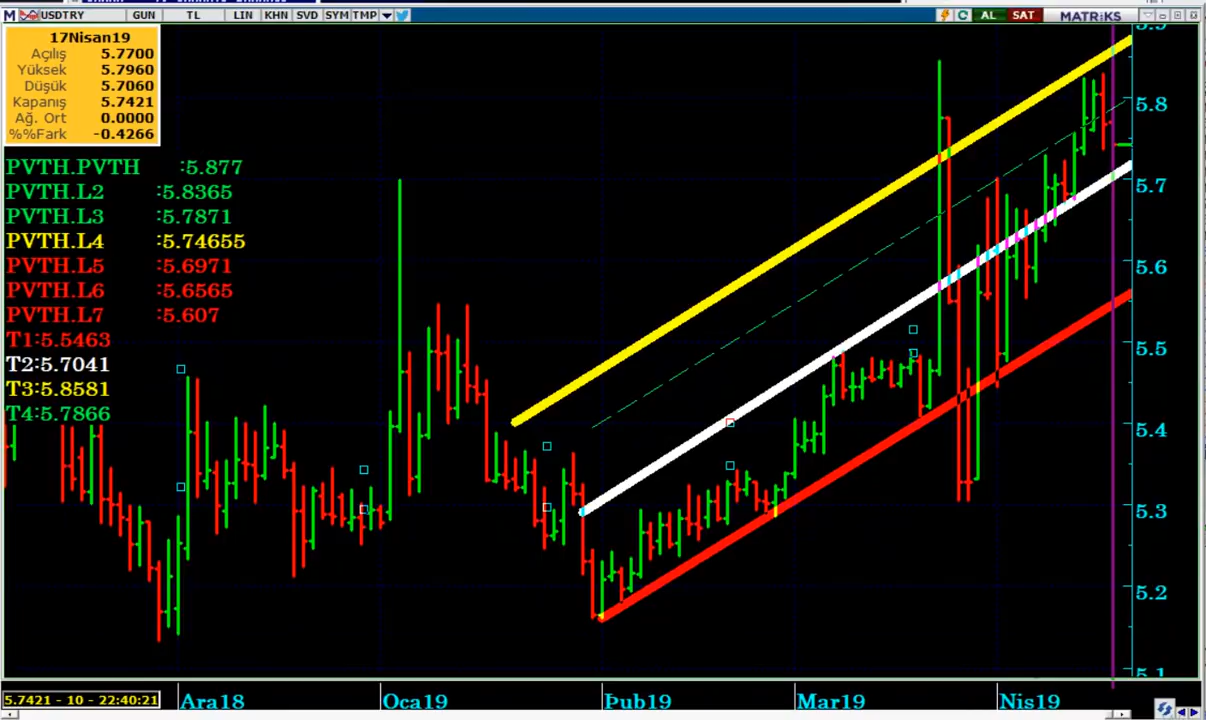 USDTRY GUN TL LIN KHN SVD SYM TMP AL SAT MATRİKS
17Nisan19
Açılış 5.7700
Yüksek 5.7960
Düşük 5.7060
Kapanış 5.7421
Ağ. Ort 0.0000
%%Fark -0.4266
PVTH.PVTH :5.877
PVTH.L2 :5.8365
PVTH.L3 :5.7871
PVTH.L4 :5.74655
PVTH.L5 :5.6971
PVTH.L6 :5.6565
PVTH.L7 :5.607
T1:5.5463
T2:5.7041
T3:5.8581
T4:5.7866
5.8
5.7
5.6
5.5
5.4
5.3
5.2
5.1
5.7421 - 10 - 22:40:21 Ara18 Oca19 Þub19 Mar19 Nis19